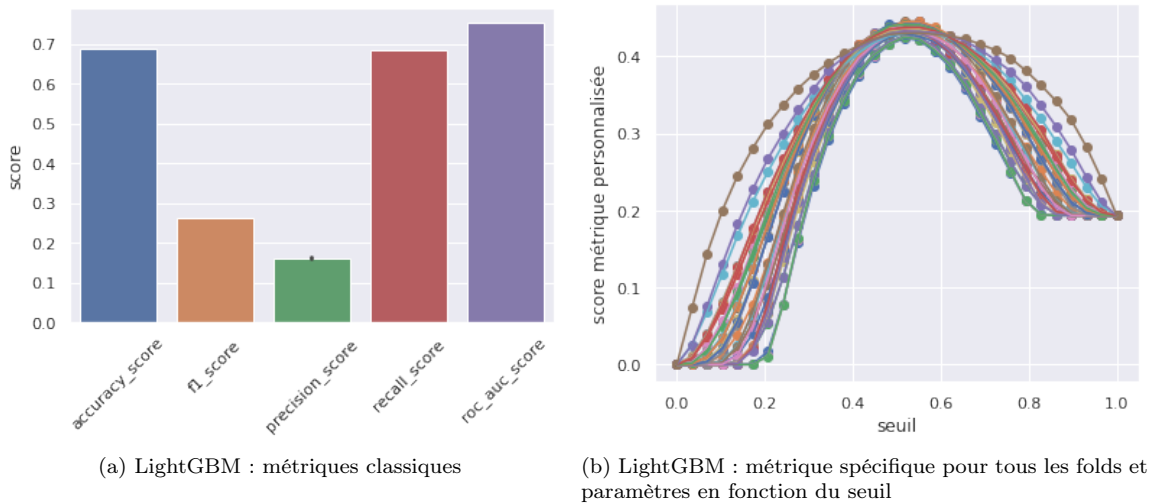 0.7
0.6
0.5
0.4
0.3
0.2
0.1
0.0
score
accuracy_score
f1_score
precision_score
recall_score
roc_auc_score
(a) LightGBM : métriques classiques
0.4
0.3
0.2
0.1
0.0
score métrique personnalisée
0.0 0.2 0.4 0.6 0.8 1.0
seuil
(b) LightGBM : métrique spécifique pour tous les folds et
paramètres en fonction du seuil